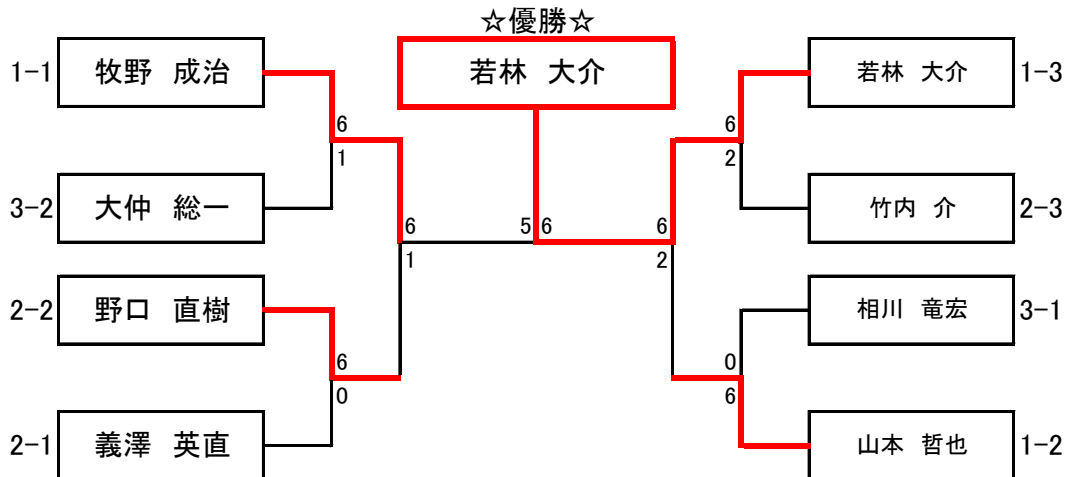 ☆優勝☆
若林 大介
1-1 牧野 成治
6
1
3-2 大仲 総一
6
1
2-2 野口 直樹
6
0
2-1 義澤 英直
5 6
若林 大介 1-3
6
2
竹内 介 2-3
6
2
相川 竜宏 3-1
0
6
山本 哲也 1-2